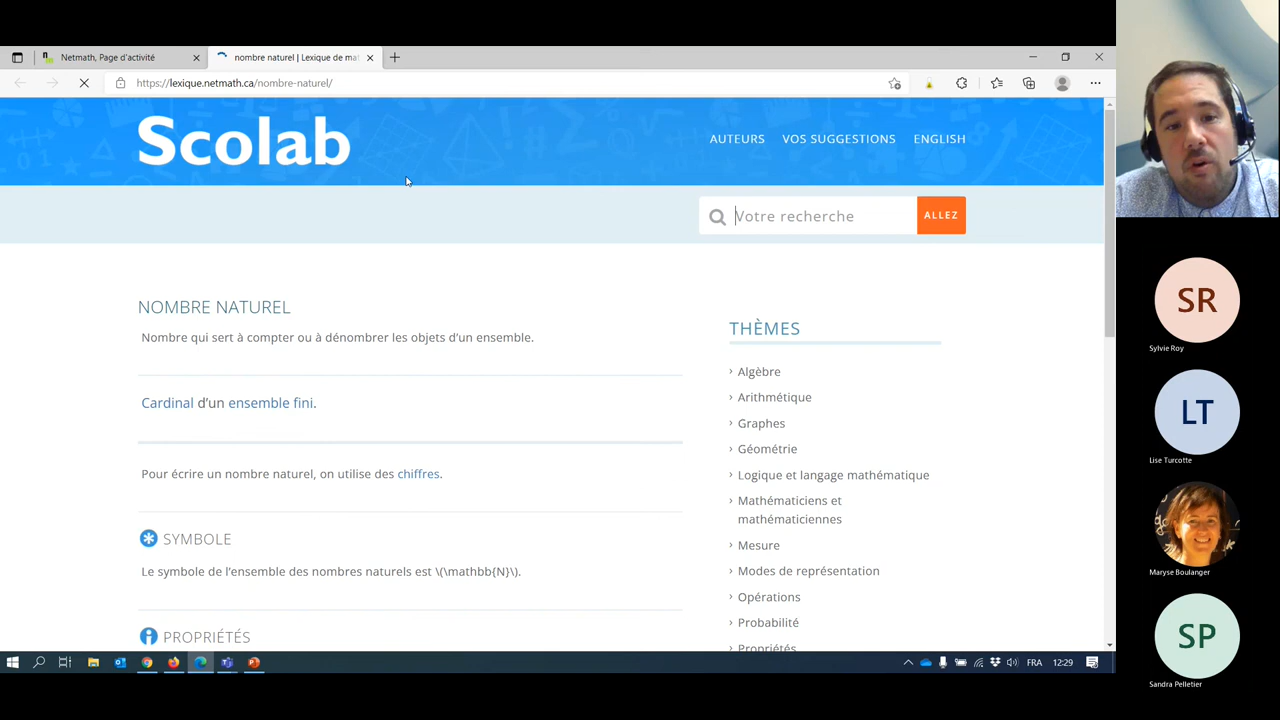 Netmath, Page d'activité
nombre naturel | Lexique de mat
https://lexique.netmath.ca/nombre-naturel/
Scolab
AUTEURS VOS SUGGESTIONS ENGLISH
Votre recherche
ALLEZ
NOMBRE NATUREL
Nombre qui sert à compter ou à dénombrer les objets d'un ensemble.
Cardinal d'un ensemble fini.
Pour écrire un nombre naturel, on utilise des chiffres.
SYMBOLE
Le symbole de l'ensemble des nombres naturels est \(\mathbb{N}\).
PROPRIÉTÉS
THÈMES
Algèbre
Arithmétique
Graphes
Géométrie
Logique et langage mathématique
Mathématiciens et
mathématiciennes
Mesure
Modes de représentation
Opérations
Probabilité
Propriétés
FRA 12:29
SR
Sylvie Roy
LT
Lise Turcotte
Maryse Boulanger
SP
Sandra Pelletier